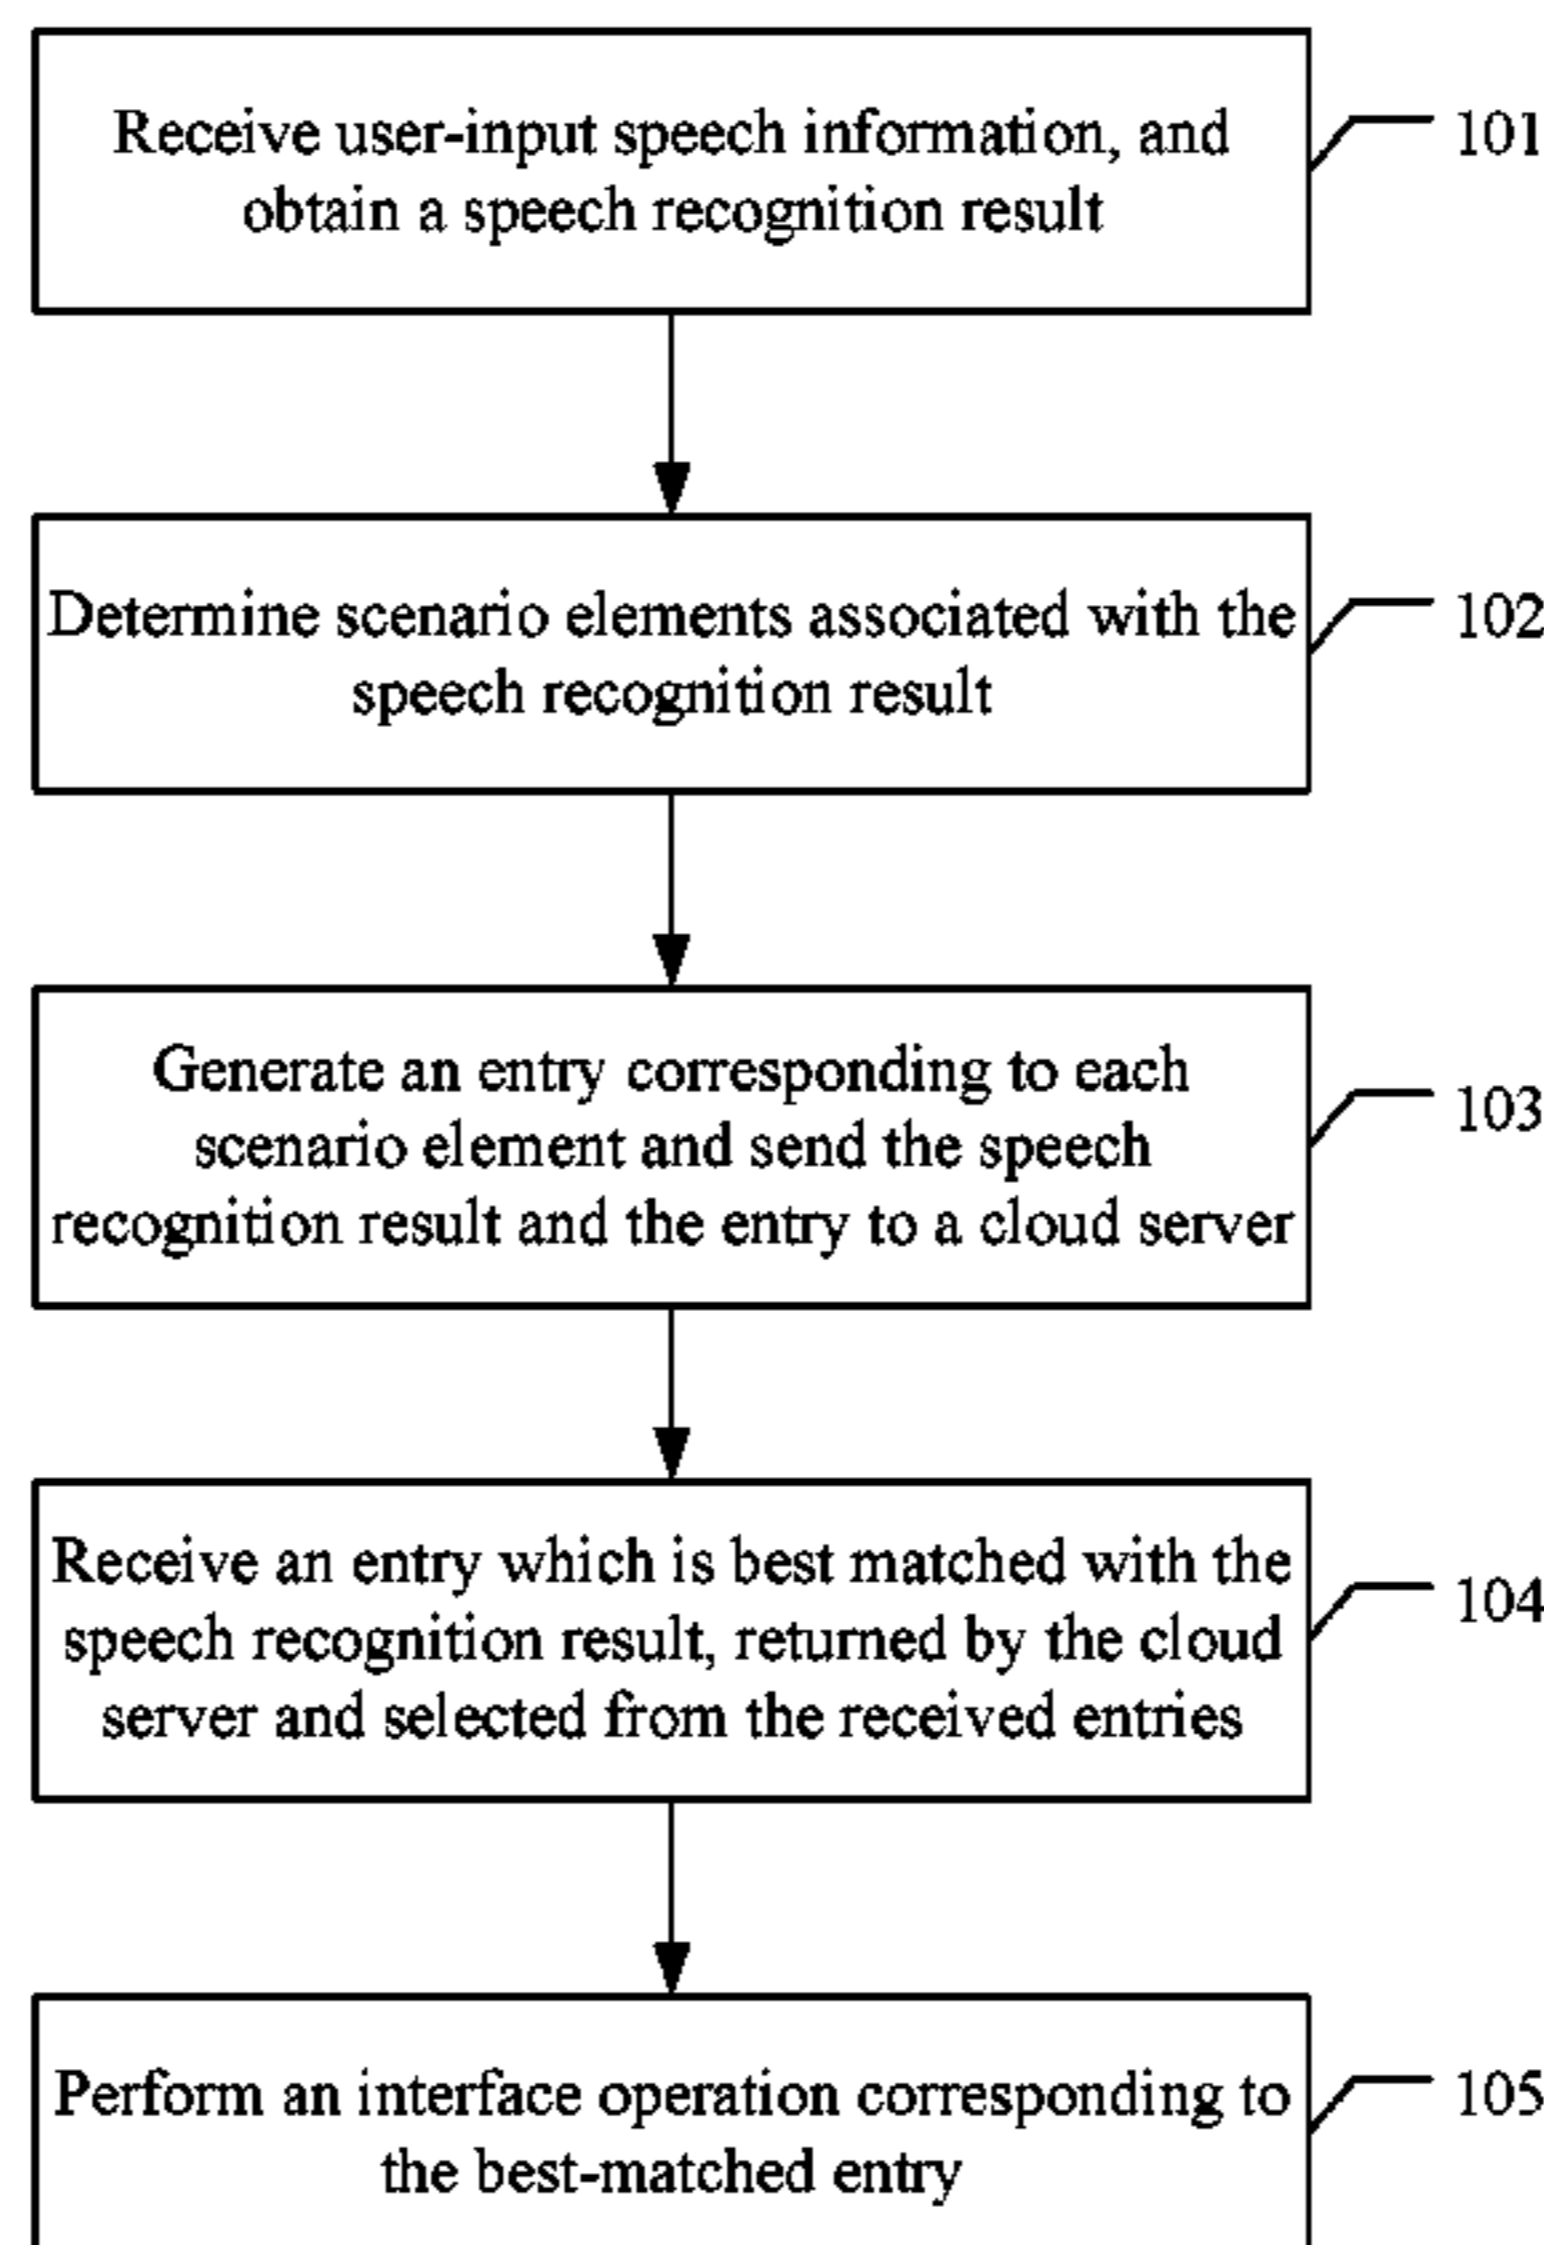 Receive user-input speech information, and
obtain a speech recognition result
101
Determine scenario elements associated with the
speech recognition result
102
Generate an entry corresponding to each
scenario element and send the speech
recognition result and the entry to a cloud server
103
Receive an entry which is best matched with the
speech recognition result, returned by the cloud
server and selected from the received entries
104
Perform an interface operation corresponding to
the best-matched entry
105